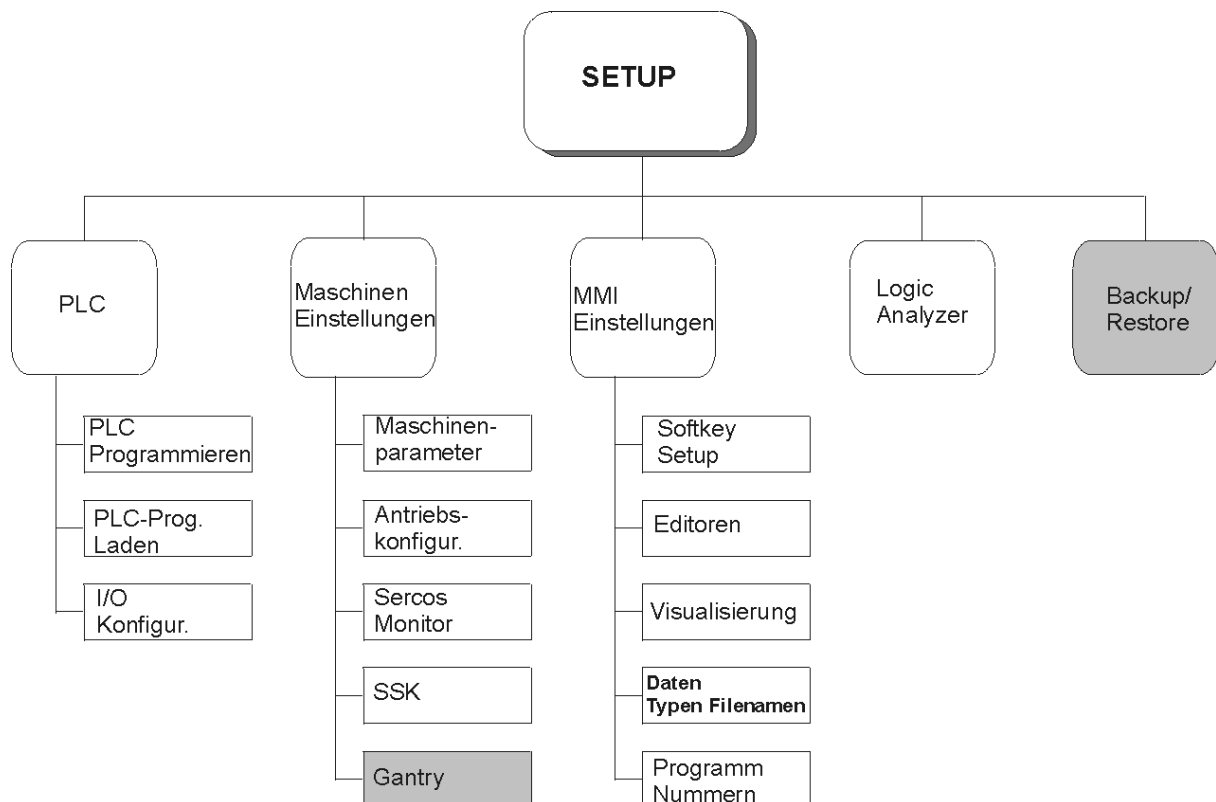 SETUP
PLC
Maschinen
Einstellungen
MMI
Einstellungen
Logic
Analyzer
Backup/
Restore
PLC
Programmieren
PLC-Prog.
Laden
I/O
Konfigur.
Maschinen-
parameter
Antriebs-
konfigur.
Sercos
Monitor
SSK
Gantry
Softkey
Setup
Editoren
Visualisierung
Daten
Typen Filenamen
Programm
Nummern